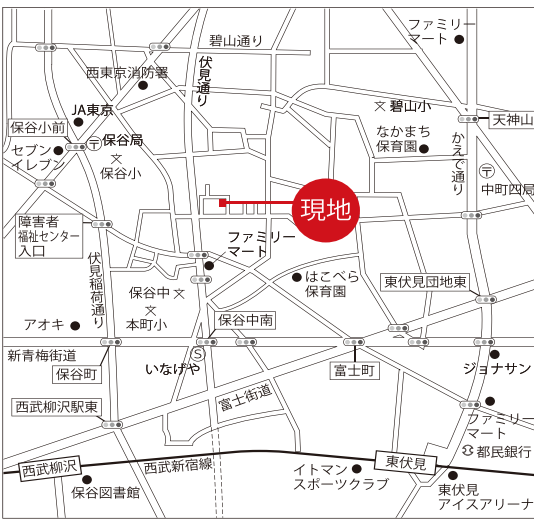 ファミリー
マート
碧山通り
伏見通り
西東京消防署
JA東京
碧山小
天神山
保谷小前
保谷局
なかまち
保育園
かえで通り
セブン
イレブン
保谷小
中町四局
現地
障害者
福祉センター
入口
ファミリー
マート
伏見稲荷通り
はこべら
保育園
東伏見団地東
保谷中
本町小
アオキ
保谷中南
新青梅街道
保谷町
いなげや
富士町
ジョナサン
富士街道
西武柳沢駅東
ファミリー
マート
都民銀行
西武柳沢
西武新宿線
イトマン
スポーツクラブ
東伏見
保谷図書館
東伏見
アイスアリーナ